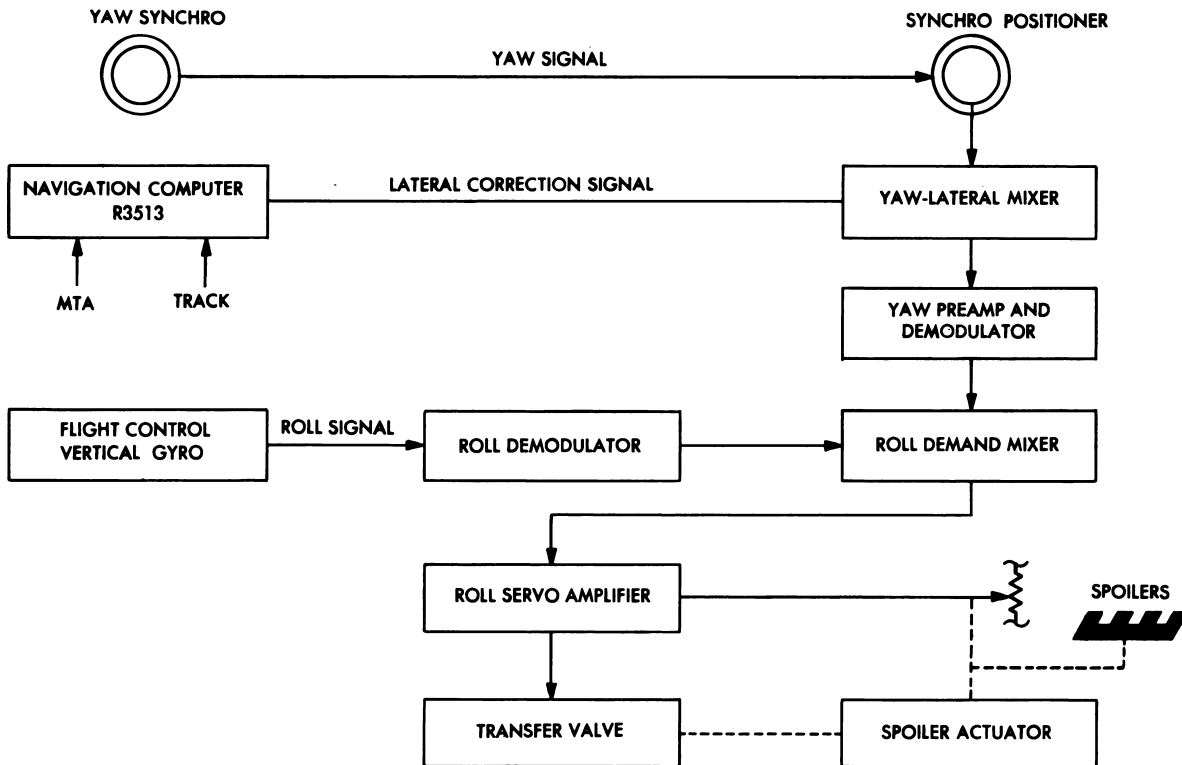 YAW SYNCHRO
SYNCHRO POSITIONER
YAW SIGNAL
NAVIGATION COMPUTER
R3513
LATERAL CORRECTION SIGNAL
YAW-LATERAL MIXER
MTA
TRACK
YAW PREAMP AND
DEMODULATOR
FLIGHT CONTROL
VERTICAL GYRO
ROLL SIGNAL
ROLL DEMODULATOR
ROLL DEMAND MIXER
ROLL SERVO AMPLIFIER
SPOILERS
TRANSFER VALVE
SPOILER ACTUATOR